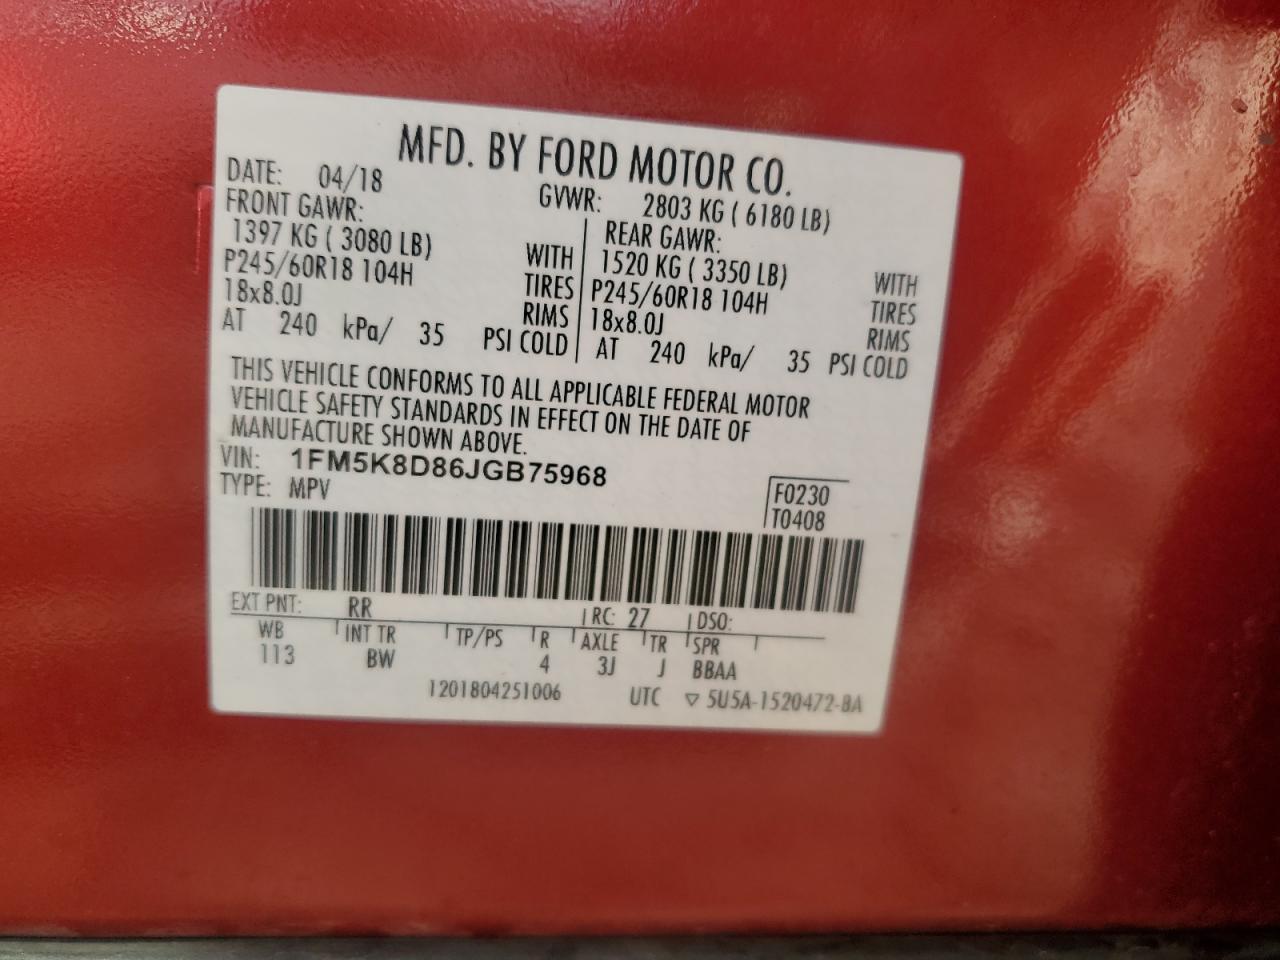 MFD. BY FORD MOTOR CO.
DATE: 04/18 GVWR: 2803 KG ( 6180 LB)
FRONT GAWR: REAR GAWR:
1397 KG ( 3080 LB) WITH 1520 KG ( 3350 LB) WITH
P245/60R18 104H TIRES P245/60R18 104H TIRES
18x8.0J RIMS 18x8.0J RIMS
AT 240 kPa/ 35 PSI COLD AT 240 kPa/ 35 PSI COLD
THIS VEHICLE CONFORMS TO ALL APPLICABLE FEDERAL MOTOR
VEHICLE SAFETY STANDARDS IN EFFECT ON THE DATE OF
MANUFACTURE SHOWN ABOVE.
VIN: 1FM5K8D86JGB75968
TYPE: MPV F0230
T0408
EXT PNT: RR RC: 27 DSO:
WB INT TR TP/PS R AXLE TR SPR
113 BW 4 3J J BBAA
1201804251006 UTC ▽ 5U5A-1520472-BA